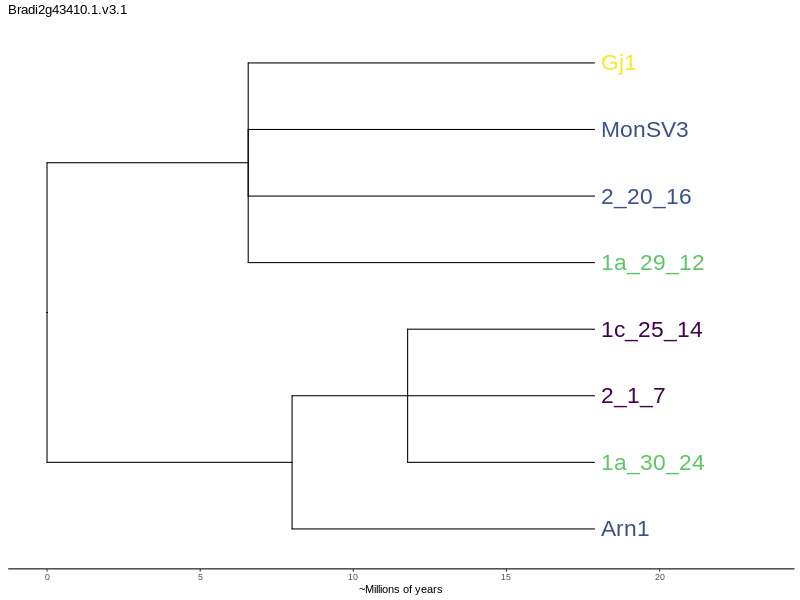 Bradi2g43410.1.v3.1
Gj1
MonSV3
2_20_16
1a_29_12
1c_25_14
2_1_7
1a_30_24
Arn1
0 5 10 15 20
~Millions of years